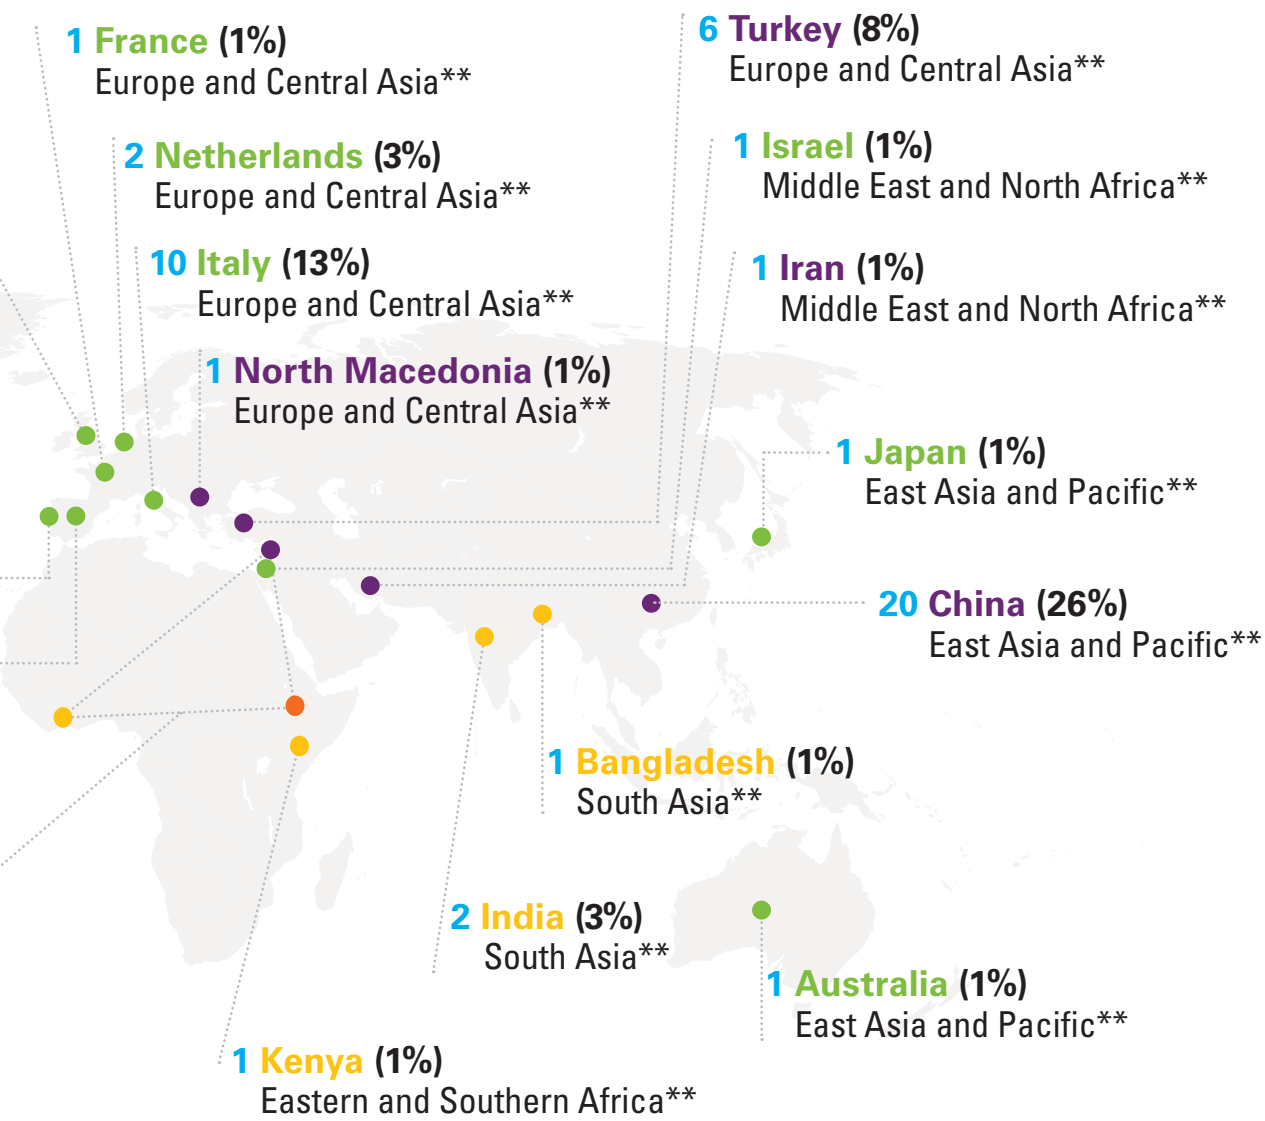 1 France (1%)
Europe and Central Asia**
2 Netherlands (3%)
Europe and Central Asia**
10 Italy (13%)
Europe and Central Asia**
1 North Macedonia (1%)
Europe and Central Asia**
6 Turkey (8%)
Europe and Central Asia**
1 Israel (1%)
Middle East and North Africa**
1 Iran (1%)
Middle East and North Africa**
1 Japan (1%)
East Asia and Pacific**
20 China (26%)
East Asia and Pacific**
1 Bangladesh (1%)
South Asia**
2 India (3%)
South Asia**
1 Australia (1%)
East Asia and Pacific**
1 Kenya (1%)
Eastern and Southern Africa**